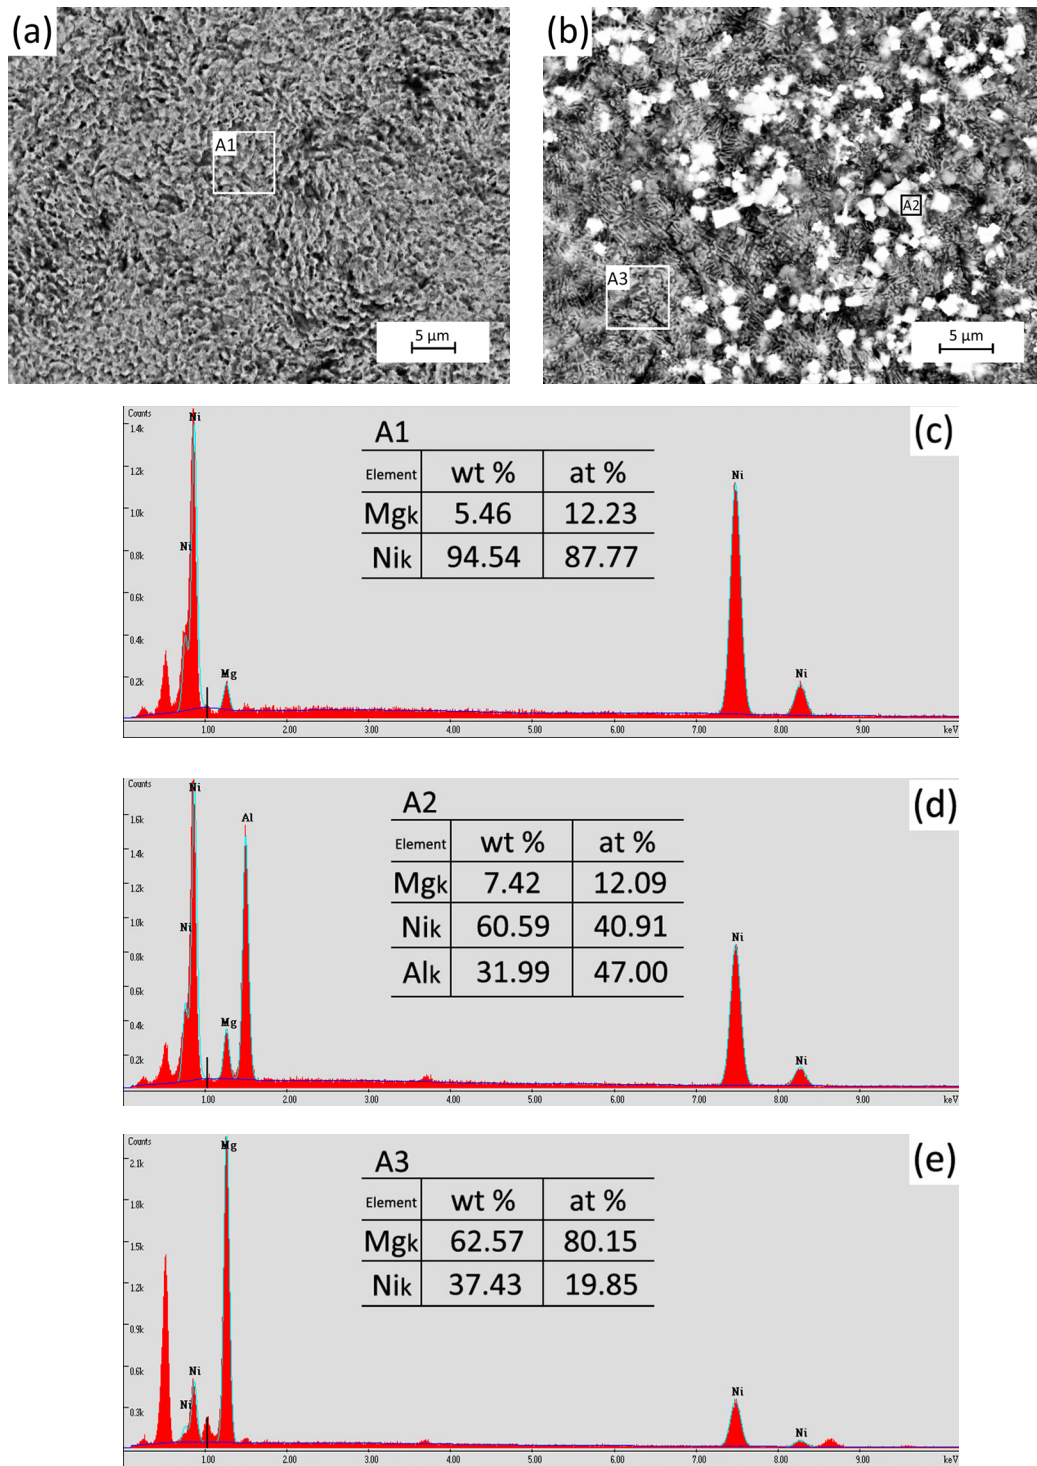 (a)
(b)
A1
A2
A3
5 µm
5 µm
Counts
Ni
(c)
1.4k
A1
Element wt % at %
1.2k
Ni
Mgk 5.46 12.23
1.0k
Ni
0.8k
Nik 94.54 87.77
0.6k
0.4k
Mg
Ni
0.2k
1.00 2.00 3.00 4.00 5.00 6.00 7.00 8.00 9.00 keV
Counts
Ni
(d)
A2
1.6k
Al
Element wt % at %
1.4k
Mgk 7.42 12.09
1.2k
1.0k
Ni
Nik 60.59 40.91
Ni
0.8k
Alk 31.99 47.00
0.6k
0.4k
Mg
0.2k
Ni
1.00 2.00 3.00 4.00 5.00 6.00 7.00 8.00 9.00 keV
Counts
Mg
(e)
2.1k
A3
Element wt % at %
1.8k
Mgk 62.57 80.15
1.5k
1.2k
Nik 37.43 19.85
0.9k
0.6k
Ni
Ni
Ni
0.3k
Ni
1.00 2.00 3.00 4.00 5.00 6.00 7.00 8.00 9.00 keV